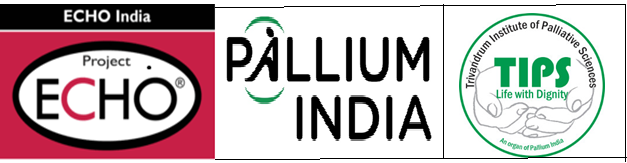 ECHO India
Project
ECHO®
PALLIUM
INDIA
Trivandrum Institute of Palliative Sciences
TIPS
Life with Dignity
An organ of Pallium India